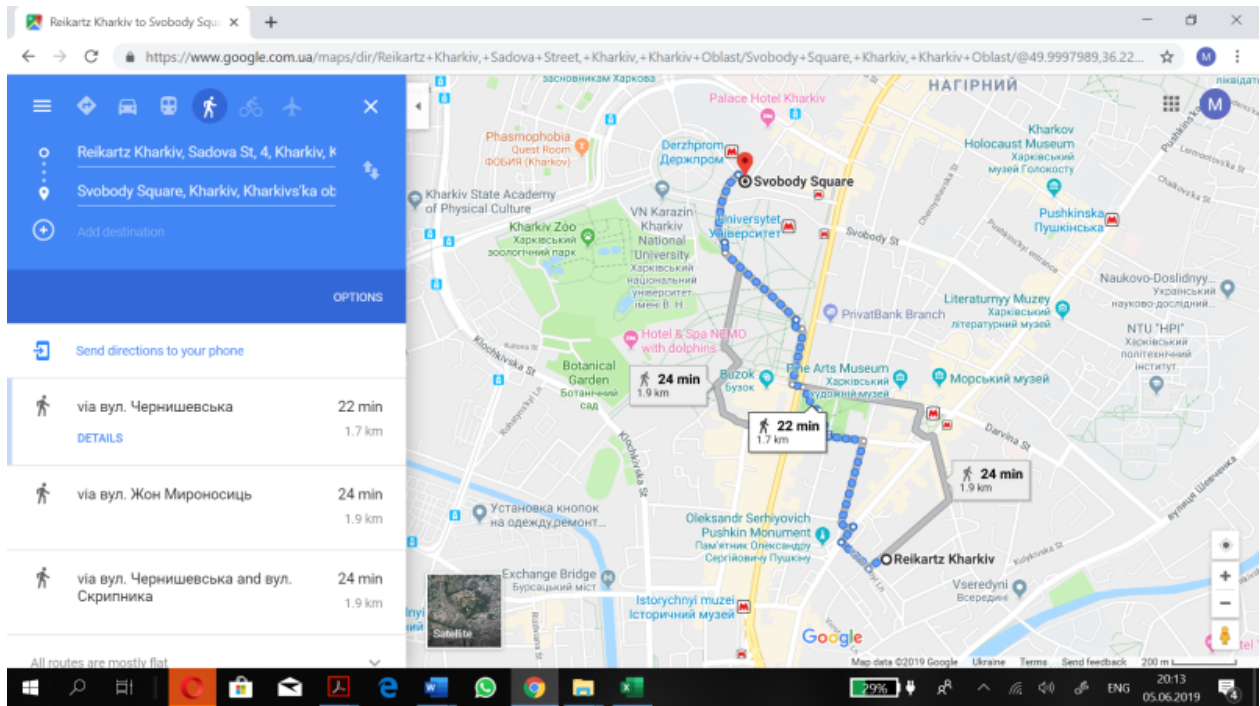 Reikartz Kharkiv to Svobody Squ
https://www.google.com.ua/maps/dir/Reikartz+Kharkiv,+Sadova+Street,+Kharkiv,+Kharkiv+Oblast/Svobody+Square,+Kharkiv,+Kharkiv+Oblast/@49.9997989,36.22...
M
Reikartz Kharkiv, Sadova St, 4, Kharkiv, K
Svobody Square, Kharkiv, Kharkivs'ka ob
Add destination
OPTIONS
Send directions to your phone
via вул. Чернишевська
22 min
DETAILS
1.7 km
via вул. Жон Мироносиць
24 min
1.9 km
via вул. Чернишевська and вул.
Скрипника
24 min
1.9 km
All routes are mostly flat
засновникам Харкова
НАГІРНИЙ
M
Palace Hotel Kharkiv
Phasmophobia
Quest Room
ФОБИЯ (Kharkov)
Derzhprom
Держпром
Kharkov
Holocaust Museum
Харківський
музей Голокосту
Svobody Square
Kharkiv State Academy
of Physical Culture
VN Karazin
Kharkiv
National
University
Харківський
національний
університет
імені В. Н.
Kharkiv Zoo
Харківський
зоологічний парк
Universytet
Університет
Svobody St
Pushkinska
Пушкінська
Pushkins'kyi entrance
Naukovo-Doslidnyy...
Український
науково-дослідний...
Literaturnyy Muzey
Харківський
літературний музей
PrivatBank Branch
NTU "HPI"
Харківський
політехнічний
інститут
Hotel & Spa NEMO
with dolphins
Klochkivska St
Botanical
Garden
Ботанічний
сад
24 min
1.9 km
Buzok
Бузок
Fine Arts Museum
Харківський
художній музей
Морський музей
22 min
1.7 km
Darvina St
24 min
1.9 km
Klochkivska St
Установка кнопок
на одежду,ремонт...
Oleksandr Serhiyovich
Pushkin Monument
Пам'ятник Олександру
Сергійовичу Пушкіну
Reikartz Kharkiv
Exchange Bridge
Бурсацький міст
Vseredyni
Всередині
Istorychnyi muzei
Історичний музей
Satellite
Google
Map data ©2019 Google
Ukraine
Terms
Send feedback
200 m
29%
ENG
20:13
05.06.2019
4